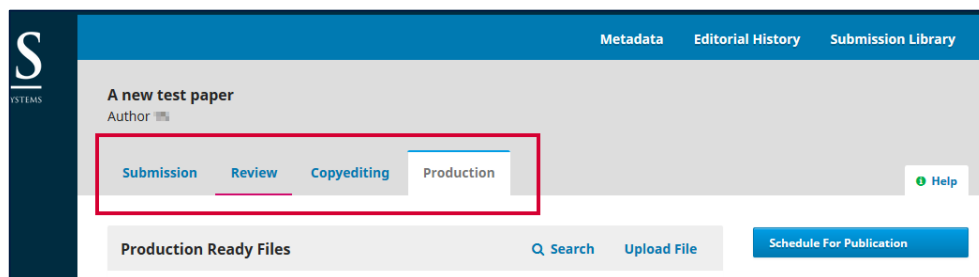 S
YSTEMS
Metadata Editorial History Submission Library
A new test paper
Author
Submission Review Copyediting Production
Help
Production Ready Files Search Upload File
Schedule For Publication